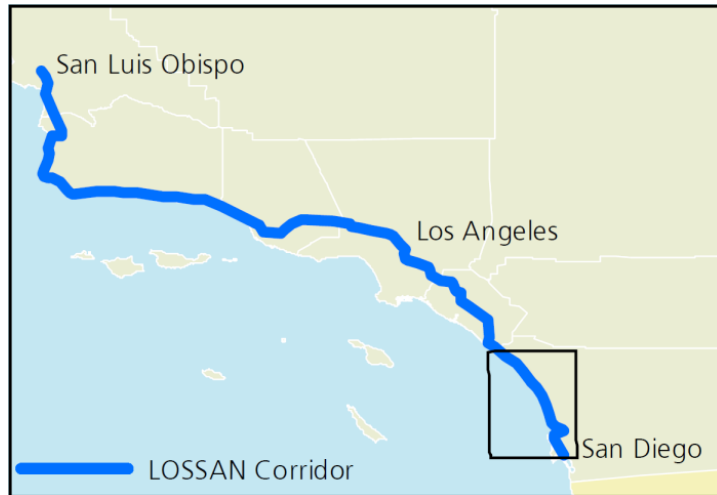 San Luis Obispo
Los Angeles
San Diego
LOSSAN Corridor